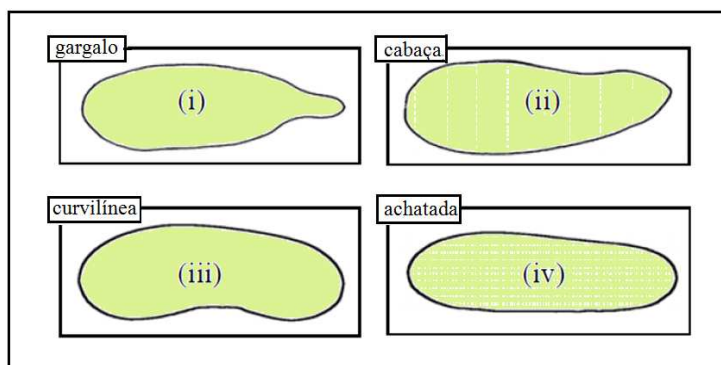 gargalo
(i)
cabaça
(ii)
curvilínea
(iii)
achatada
(iv)